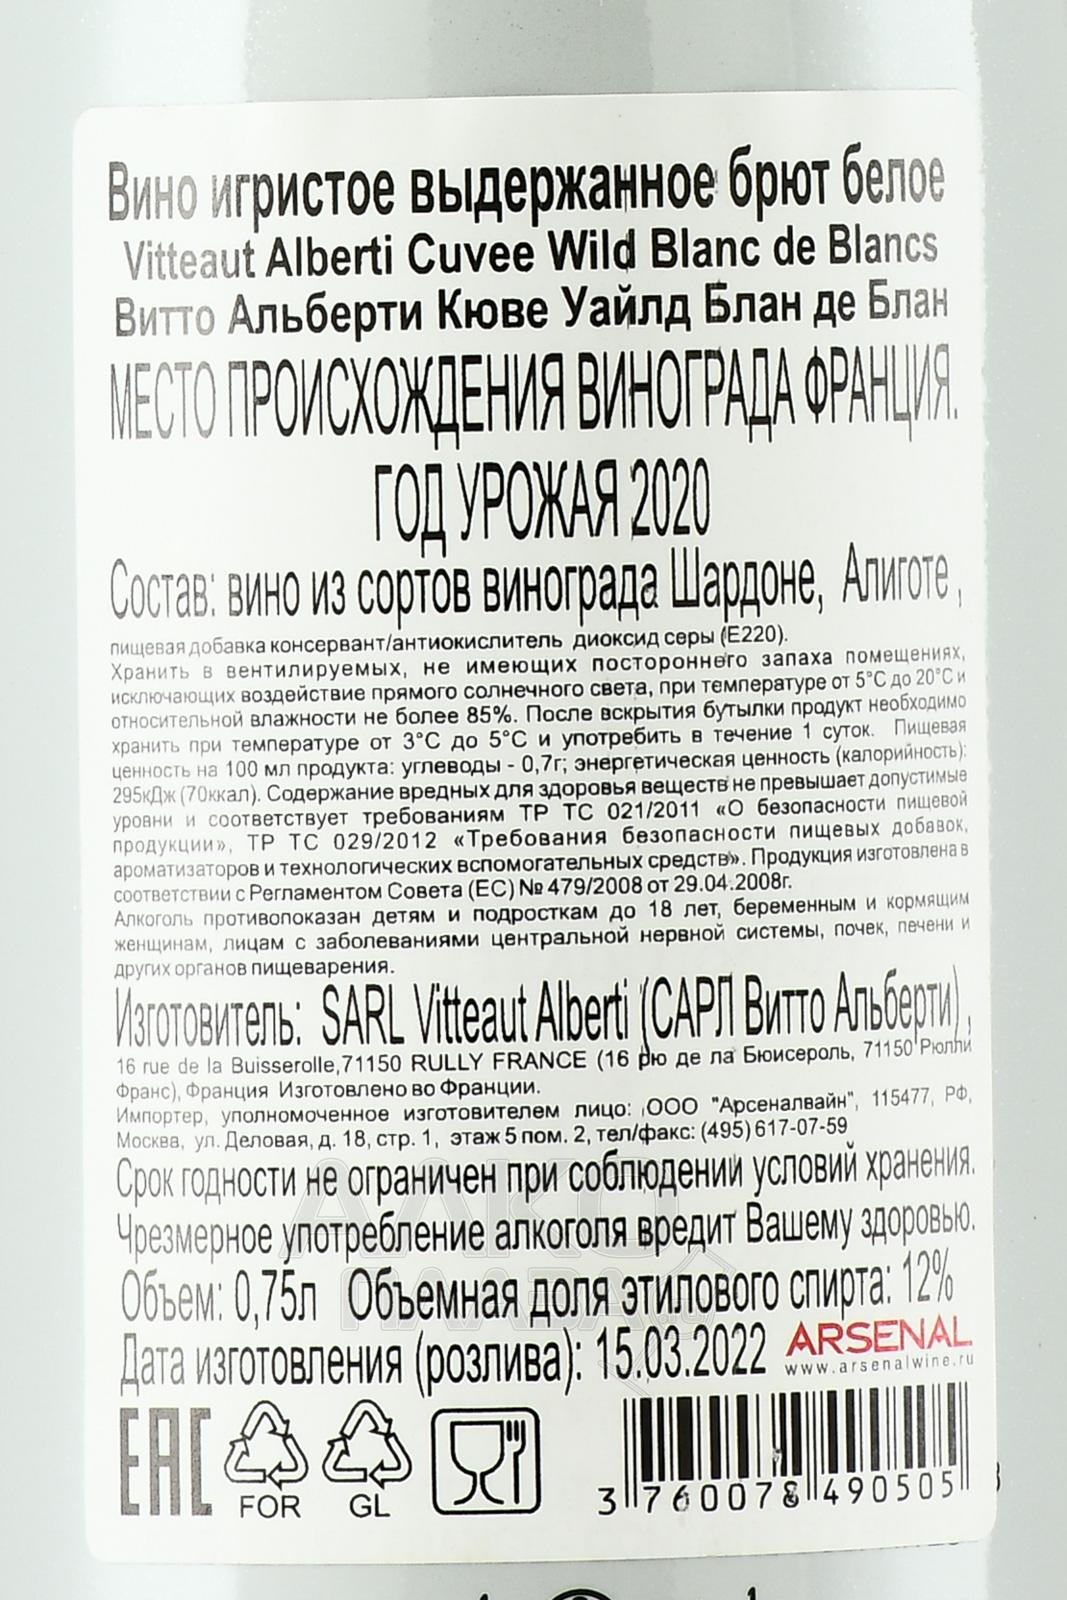 Вино игристое выдержанное брют белое
Vitteaut Alberti Cuvee Wild Blanc de Blancs
Витто Альберти Кюве Уайлд Блан де Блан
МЕСТО ПРОИСХОЖДЕНИЯ ВИНОГРАДА ФРАНЦИЯ.
ГОД УРОЖАЯ 2020
Состав: вино из сортов винограда Шардоне, Алиготе,
пищевая добавка консервант/антиокислитель диоксид серы (Е220).
Хранить в вентилируемых, не имеющих постороннего запаха помещениях,
исключающих воздействие прямого солнечного света, при температуре от 5°С до 20°С и
относительной влажности не более 85%. После вскрытия бутылки продукт необходимо
хранить при температуре от 3°С до 5°С и употребить в течение 1 суток. Пищевая
ценность на 100 мл продукта: углеводы - 0,7г; энергетическая ценность (калорийность):
295кДж (70ккал). Содержание вредных для здоровья веществ не превышает допустимые
уровни и соответствует требованиям ТР ТС 021/2011 «О безопасности пищевой
продукции», ТР ТС 029/2012 «Требования безопасности пищевых добавок,
ароматизаторов и технологических вспомогательных средств». Продукция изготовлена в
соответствии с Регламентом Совета (ЕС) № 479/2008 от 29.04.2008г.
Алкоголь противопоказан детям и подросткам до 18 лет, беременным и кормящим
женщинам, лицам с заболеваниями центральной нервной системы, почек, печени и
других органов пищеварения.
Изготовитель: SARL Vitteaut Alberti (САРЛ Витто Альберти),
16 rue de la Buisserolle,71150 RULLY FRANCE (16 рю де ла Бюисероль, 71150 Рюлли
Франс), Франция Изготовлено во Франции.
Импортер, уполномоченное изготовителем лицо: ООО "Арсеналвайн", 115477, РФ,
Москва, ул. Деловая, д. 18, стр. 1, этаж 5 пом. 2, тел/факс: (495) 617-07-59
Срок годности не ограничен при соблюдении условий хранения.
Чрезмерное употребление алкоголя вредит Вашему здоровью.
Объем: 0,75л Объемная доля этилового спирта: 12%
Дата изготовления (розлива): 15.03.2022 ARSENAL
www.arsenalwine.ru
EAC FOR GL
3 760078 490505
АЛКО
ПЛАЗА.RU